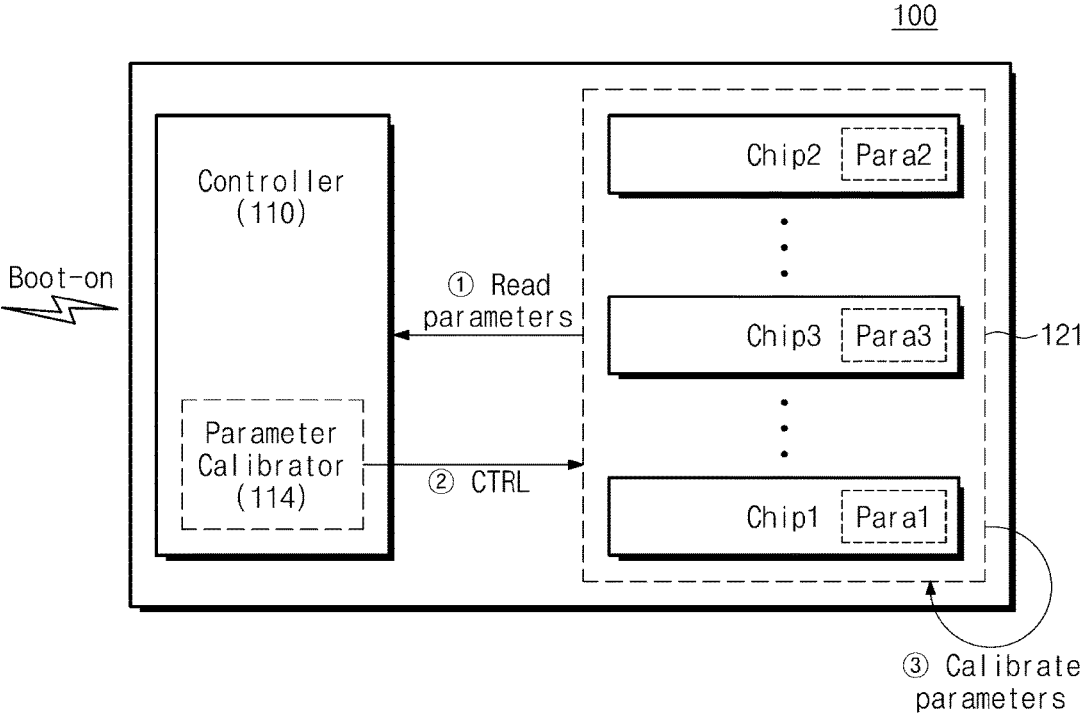 100
Controller
(110)
Boot-on
① Read
parameters
Parameter
Calibrator
(114)
② CTRL
Chip2 Para2
Chip3 Para3
121
Chip1 Para1
③ Calibrate
parameters